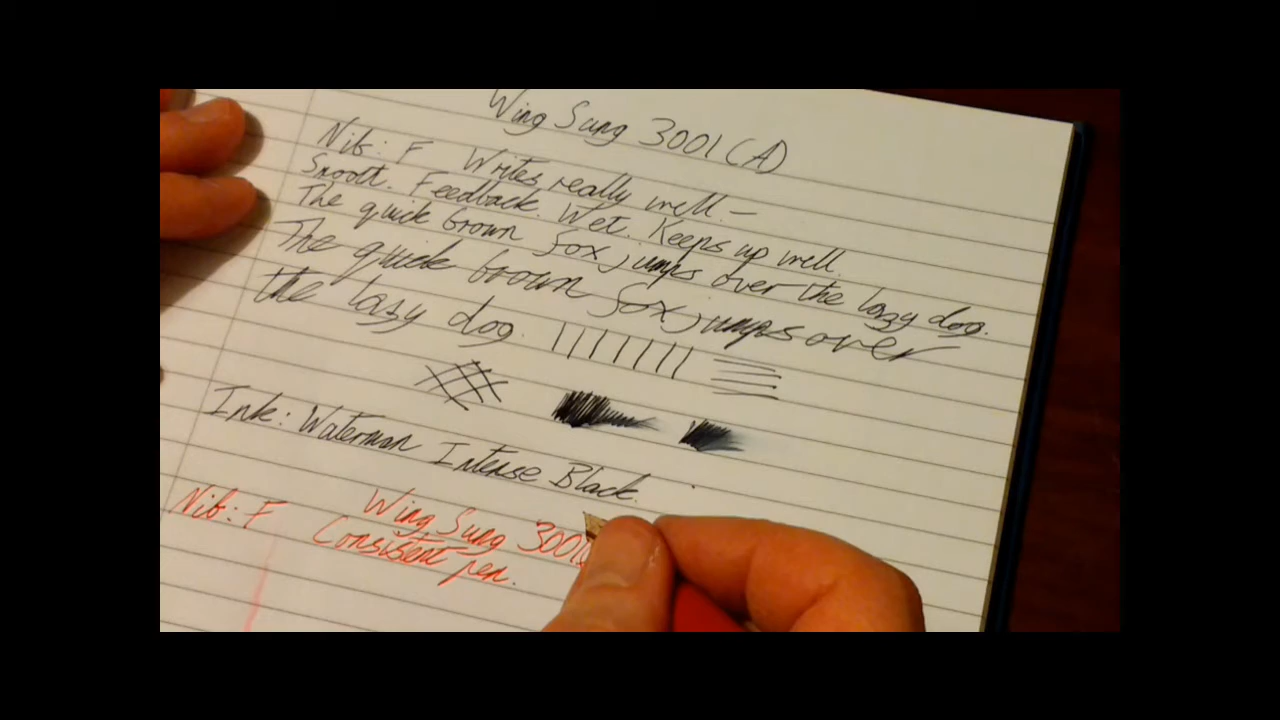 Wing Sung 3001 (A)
Nib: F Writes really well –
Smooth. Feedback. Wet. Keeps up well.
The quick brown fox jumps over the lazy dog.
The quick brown fox jumps over
the lazy dog.
Ink: Waterman Intense Black.
Wing Sung 3001
Nib: F Consistent pen.